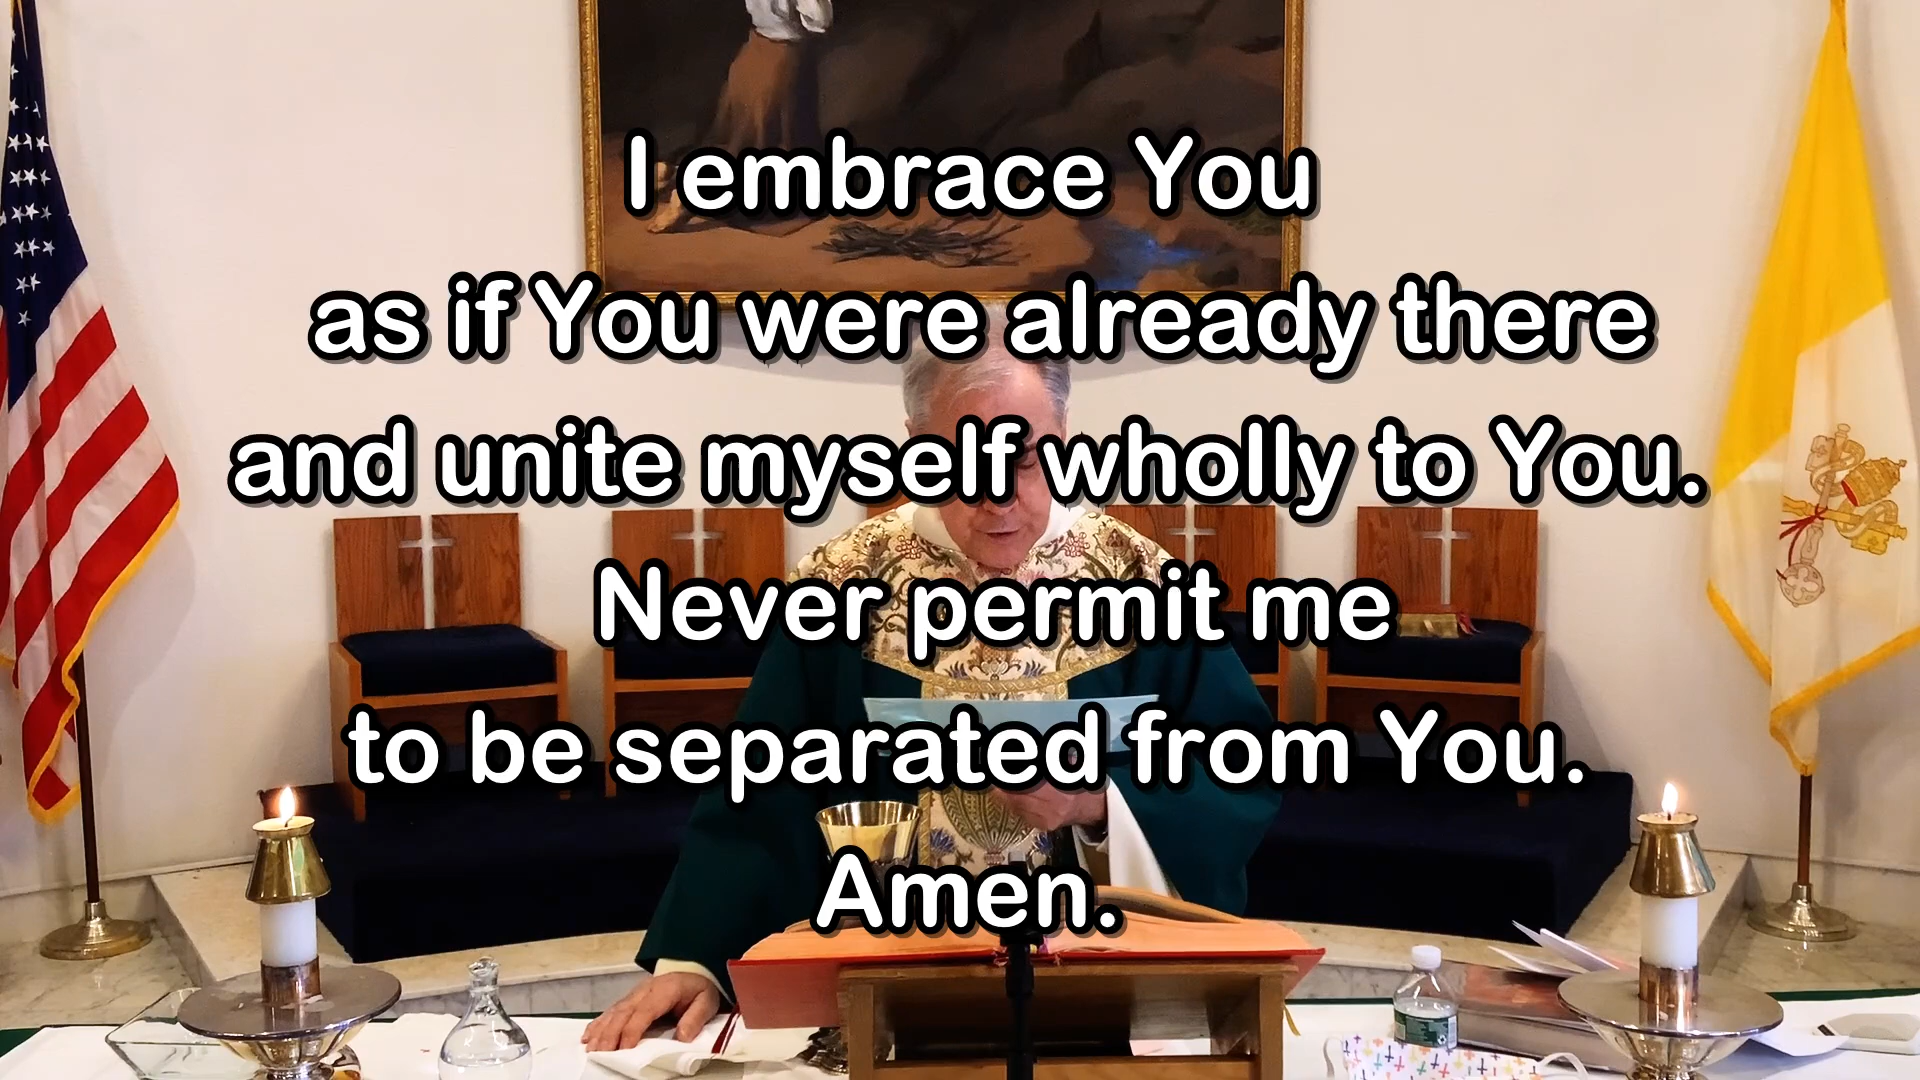 I embrace You
as if You were already there
and unite myself wholly to You.
Never permit me
to be separated from You.
Amen.